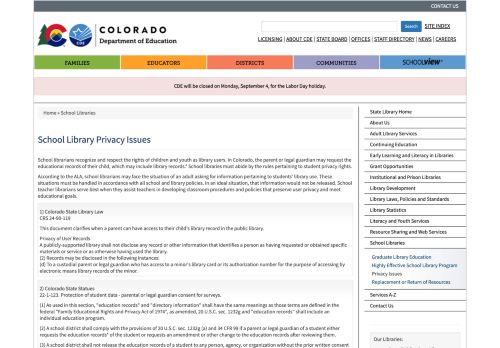 CONTACT US
COLORADO
Department of Education
CDE
Search
SITE INDEX
LICENSING | ABOUT CDE | STATE BOARD | OFFICES | STAFF DIRECTORY | NEWS | CAREERS
FAMILIES
EDUCATORS
DISTRICTS
COMMUNITIES
SCHOOLVIEW
CDE will be closed on Monday, September 4, for the Labor Day holiday.
Home » School Libraries
School Library Privacy Issues
School librarians recognize and respect the rights of children and youth as library users. In Colorado, the parent or legal guardian may request the
educational records of their child, which may include library records.* School libraries must abide by the rules pertaining to student privacy rights.
According to the ALA, school librarians may face the situation of an adult asking for information pertaining to students' library use. These
situations must be handled in accordance with all school and library policies. In an ideal situation, that information would not be released. School
teacher librarians serve best when they assist teachers in developing classroom procedures and policies that preserve user privacy and meet
educational goals.
1) Colorado State Library Law
CRS 24-90-119
This document clarifies when a parent can have access to their child's library record in the public library.
Privacy of User Records
A publicly-supported library shall not disclose any record or other information that identifies a person as having requested or obtained specific
materials or service or as otherwise having used the library.
(2) Records may be disclosed in the following instances:
(d) To a custodial parent or legal guardian who has access to a minor's library card or its authorization number for the purpose of accessing by
electronic means library records of the minor.
2) Colorado State Statues
22-1-123. Protection of student data - parental or legal guardian consent for surveys.
(1) As used in this section, "education records" and "directory information" shall have the same meanings as those terms are defined in the
federal "Family Educational Rights and Privacy Act of 1974", as amended, 20 U.S.C. sec. 1232g and "education records" shall include an
individual education program.
(2) A school district shall comply with the provisions of 20 U.S.C. sec. 1232g (a) and 34 CFR 99 if a parent or legal guardian of a student either
requests the education records of the student or requests an amendment or other change to the education records after reviewing them.
(3) A school district shall not release the education records of a student to any person, agency, or organization without the prior written consent
State Library Home
About Us
Adult Library Services
Continuing Education
Early Learning and Literacy in Libraries
Grant Opportunities
Institutional and Prison Libraries
Library Development
Library Laws, Policies and Standards
Library Statistics
Literacy and Youth Services
Resource Sharing and Web Services
School Libraries
Graduate Library Education
Highly Effective School Library Program
Privacy Issues
Replacement or Return of Resources
Services A-Z
Contact Us
Our Libraries: